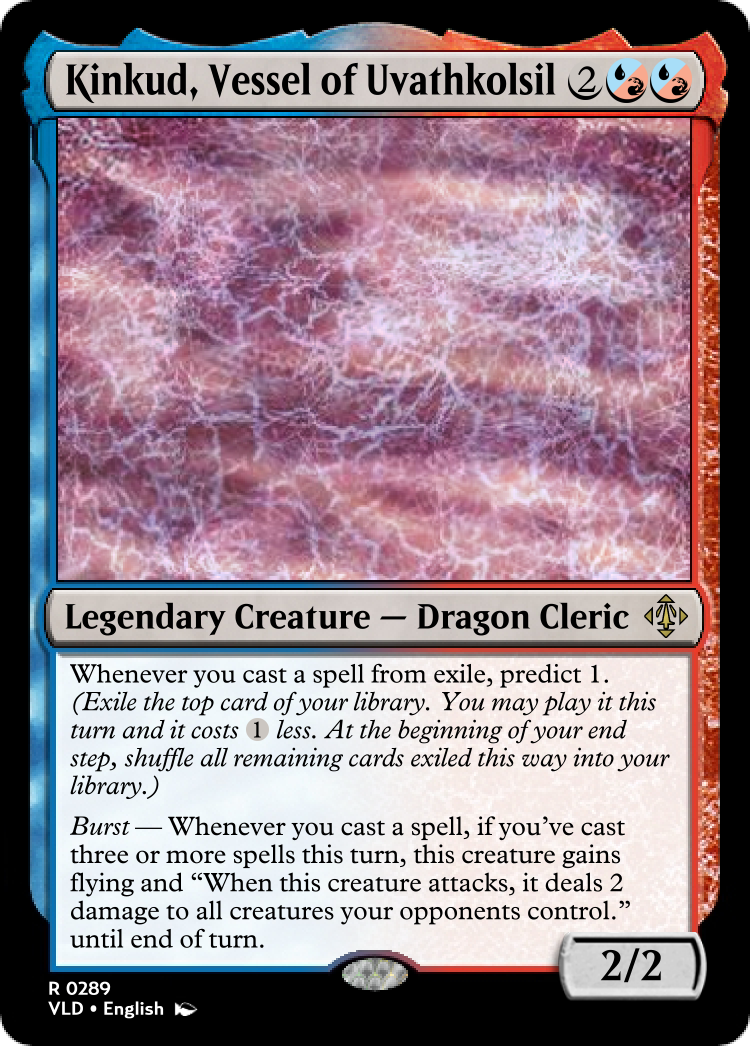 Kinkud, Vessel of Uvathkolsil 2
Legendary Creature — Dragon Cleric
Whenever you cast a spell from exile, predict 1.
(Exile the top card of your library. You may play it this
turn and it costs 1 less. At the beginning of your end
step, shuffle all remaining cards exiled this way into your
library.)
Burst — Whenever you cast a spell, if you’ve cast
three or more spells this turn, this creature gains
flying and “When this creature attacks, it deals 2
damage to all creatures your opponents control.”
until end of turn.
2/2
R 0289
VLD • English